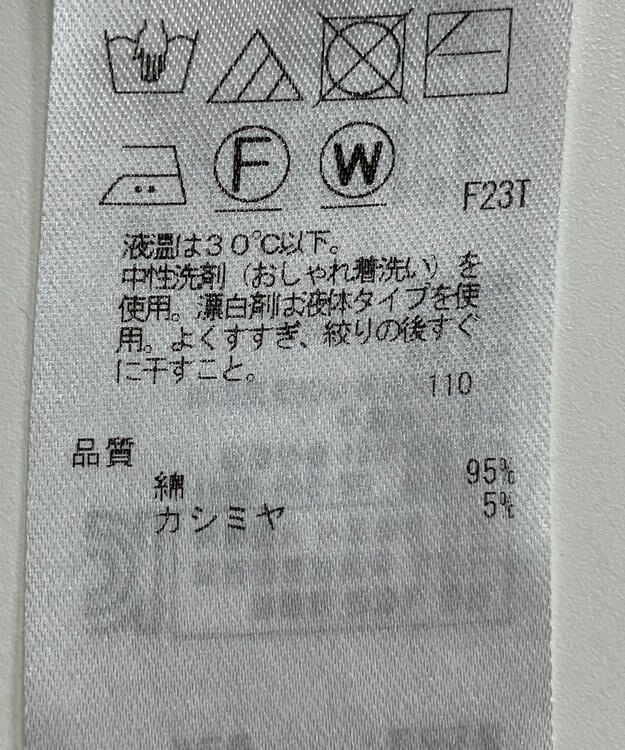 F
W
F23T
液温は30℃以下。
中性洗剤(おしゃれ着洗い)を
使用。漂白剤は液体タイプを使
用。よくすすぎ、絞りの後すぐ
に干すこと。
110
品質
綿 95%
カシミヤ 5%